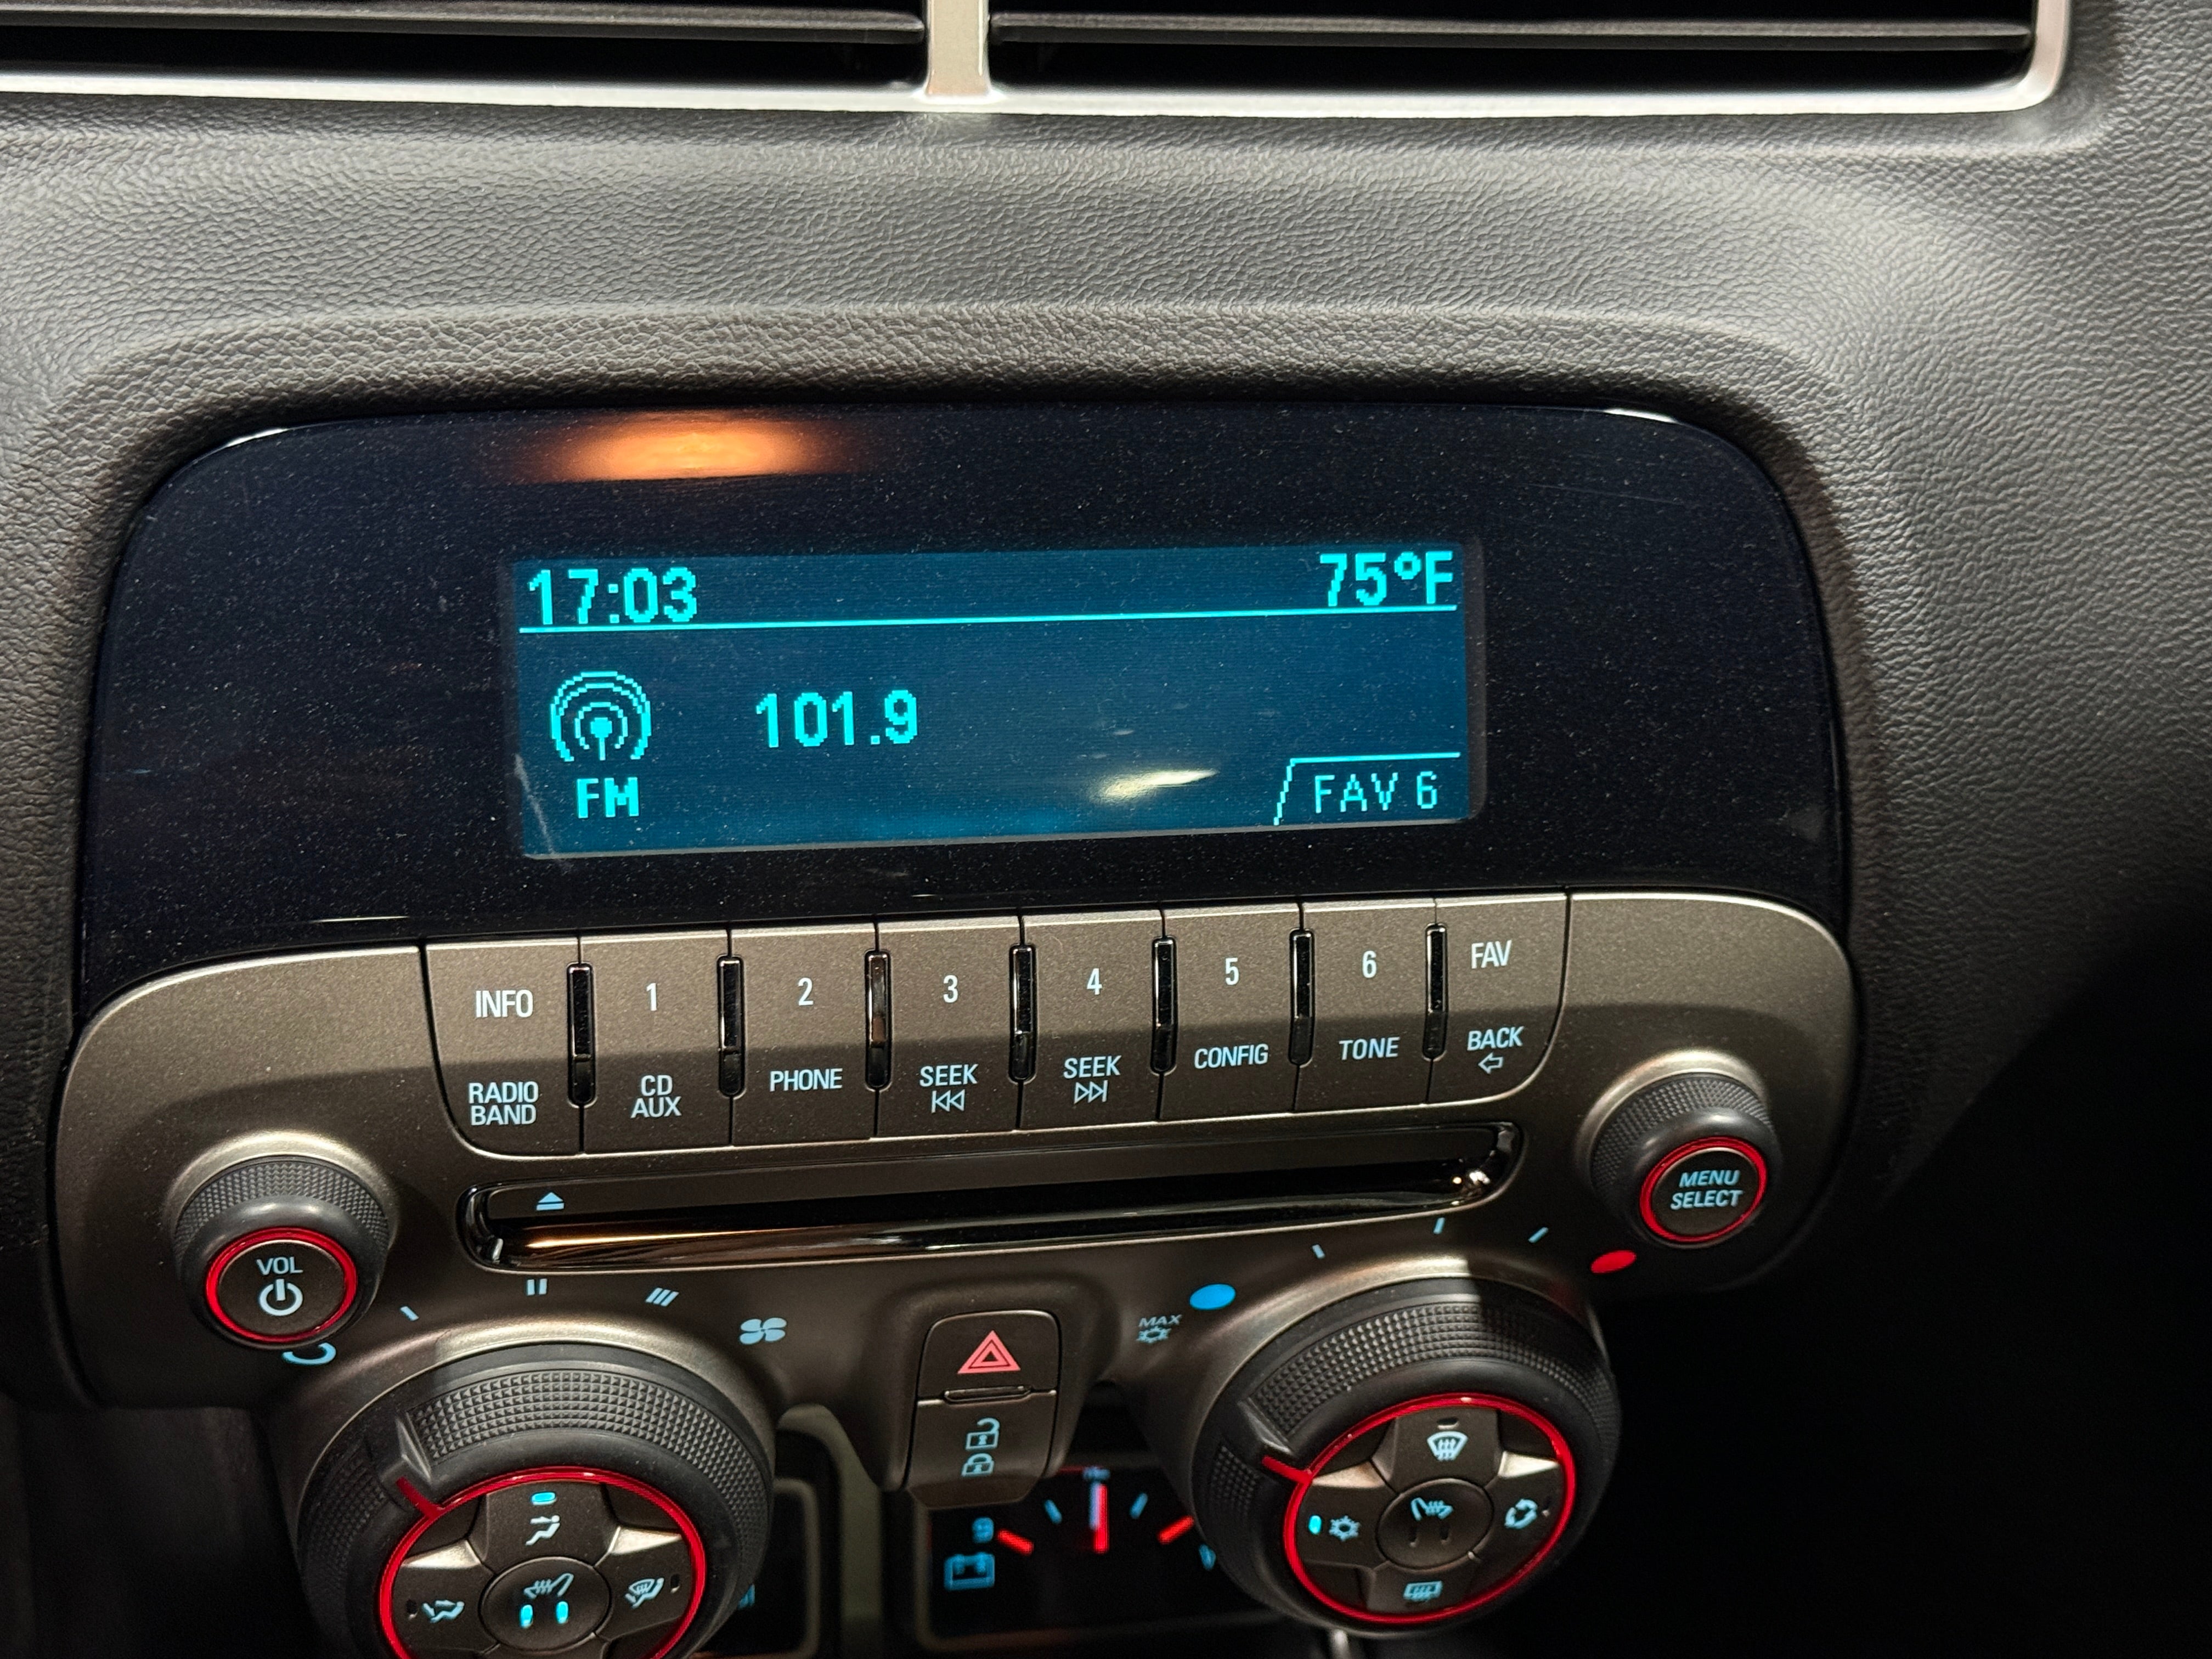 17:03 75°F
101.9
FM FAV 6
INFO 1 2 3 4 5 6 FAV
RADIO BAND CD AUX PHONE SEEK SEEK CONFIG TONE BACK
VOL
MENU
SELECT
MAX